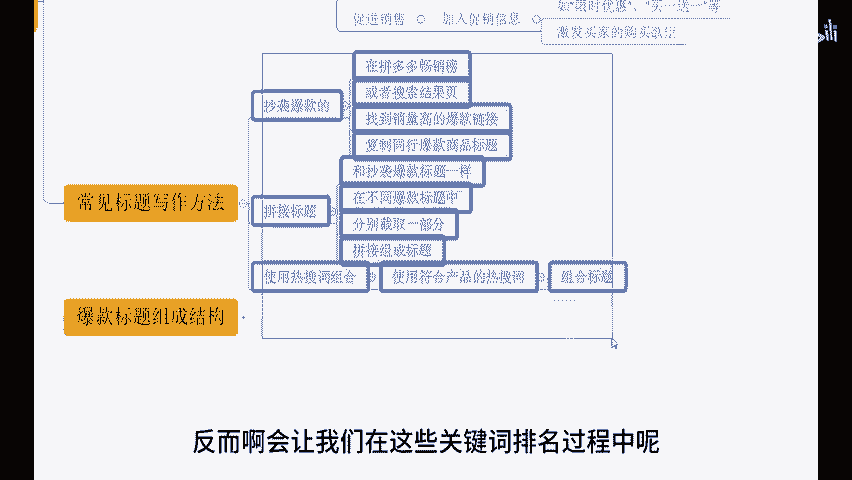 如"限时优惠"、"买一送一"等
促进销售 加入促销信息
激发买家的购买欲望
在拼多多畅销榜
或者搜索结果页
抄袭爆款的
找到销量高的爆款链接
复制同行爆款商品标题
和抄袭爆款标题一样
常见标题写作方法
在不同爆款标题中
拼接标题
分别截取一部分
拼接组成标题
使用热搜词组合 使用符合产品的热搜词 组合标题
爆款标题组成结构
反而啊会让我们在这些关键词排名过程中呢